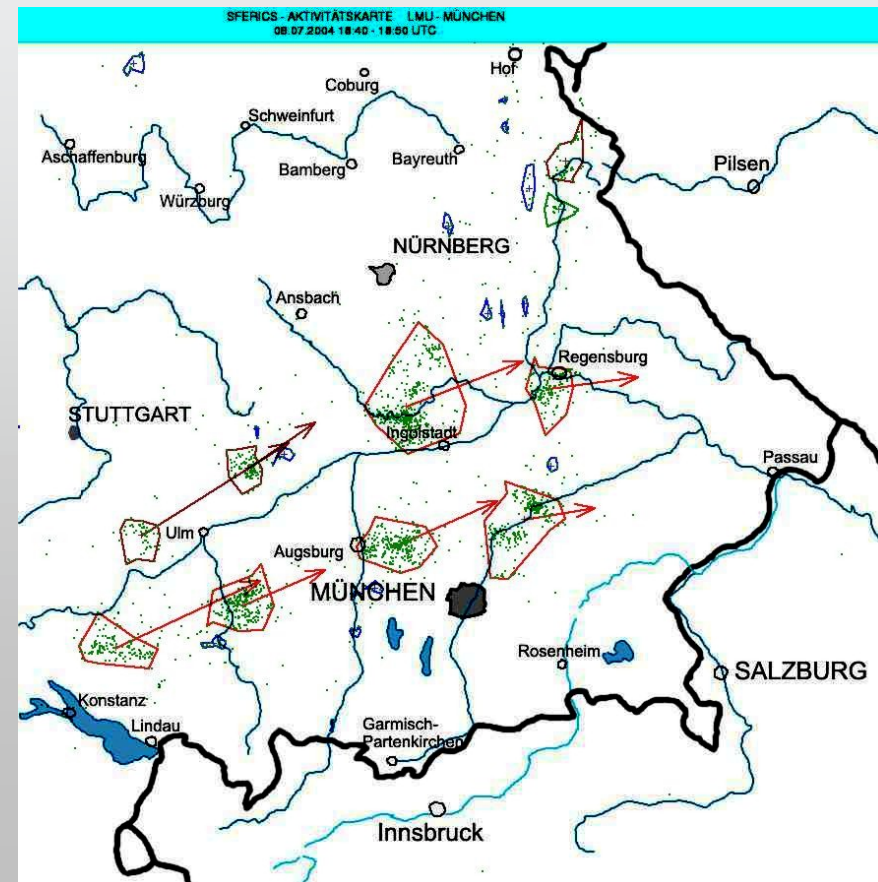 SFERICS - AKTIVITÄTSKARTE LMU - MÜNCHEN
08.07.2004 18:40 - 18:50 UTC
Hof
Coburg
Schweinfurt
Aschaffenburg
Bamberg
Bayreuth
Pilsen
Würzburg
NÜRNBERG
Ansbach
Regensburg
STUTTGART
Ingolstadt
Passau
Ulm
Augsburg
MÜNCHEN
Rosenheim
SALZBURG
Konstanz
Lindau
Garmisch-
Partenkirchen
Innsbruck